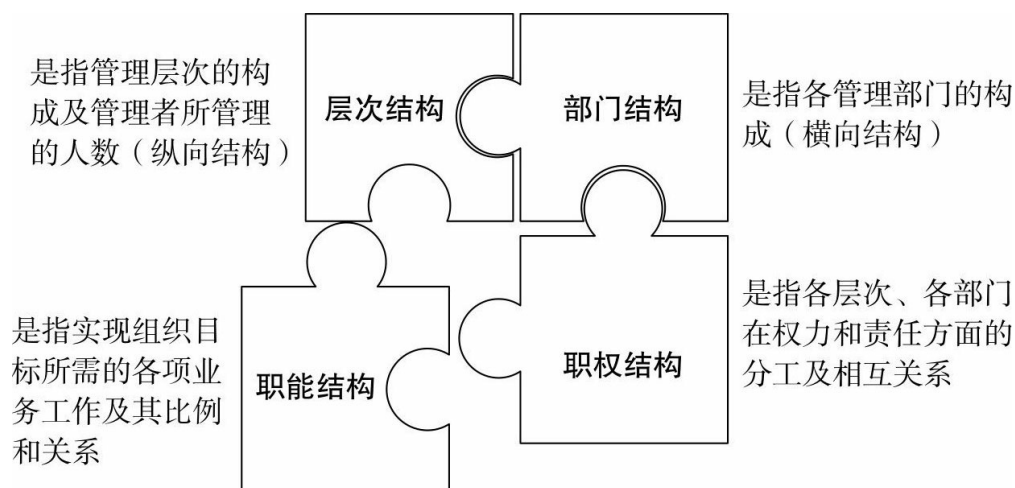 是指管理层次的构
成及管理者所管理
的人数（纵向结构）
层次结构
部门结构
是指各管理部门的构
成（横向结构）
是指实现组织目
标所需的各项业
务工作及其比例
和关系
职能结构
职权结构
是指各层次、各部门
在权力和责任方面的
分工及相互关系